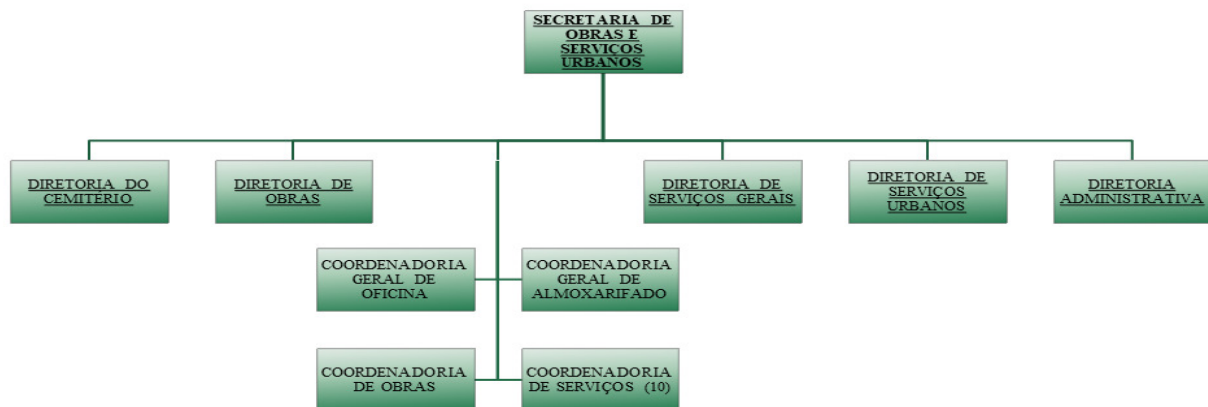 SECRETARIA DE
OBRAS E
SERVIÇOS
URBANOS
DIRETORIA DO
CEMITÉRIO
DIRETORIA DE
OBRAS
DIRETORIA DE
SERVIÇOS GERAIS
DIRETORIA DE
SERVIÇOS
URBANOS
DIRETORIA
ADMINISTRATIVA
COORDENADORIA
GERAL DE
OFICINA
COORDENADORIA
GERAL DE
ALMOXARIFADO
COORDENADORIA
DE OBRAS
COORDENADORIA
DE SERVIÇOS (10)